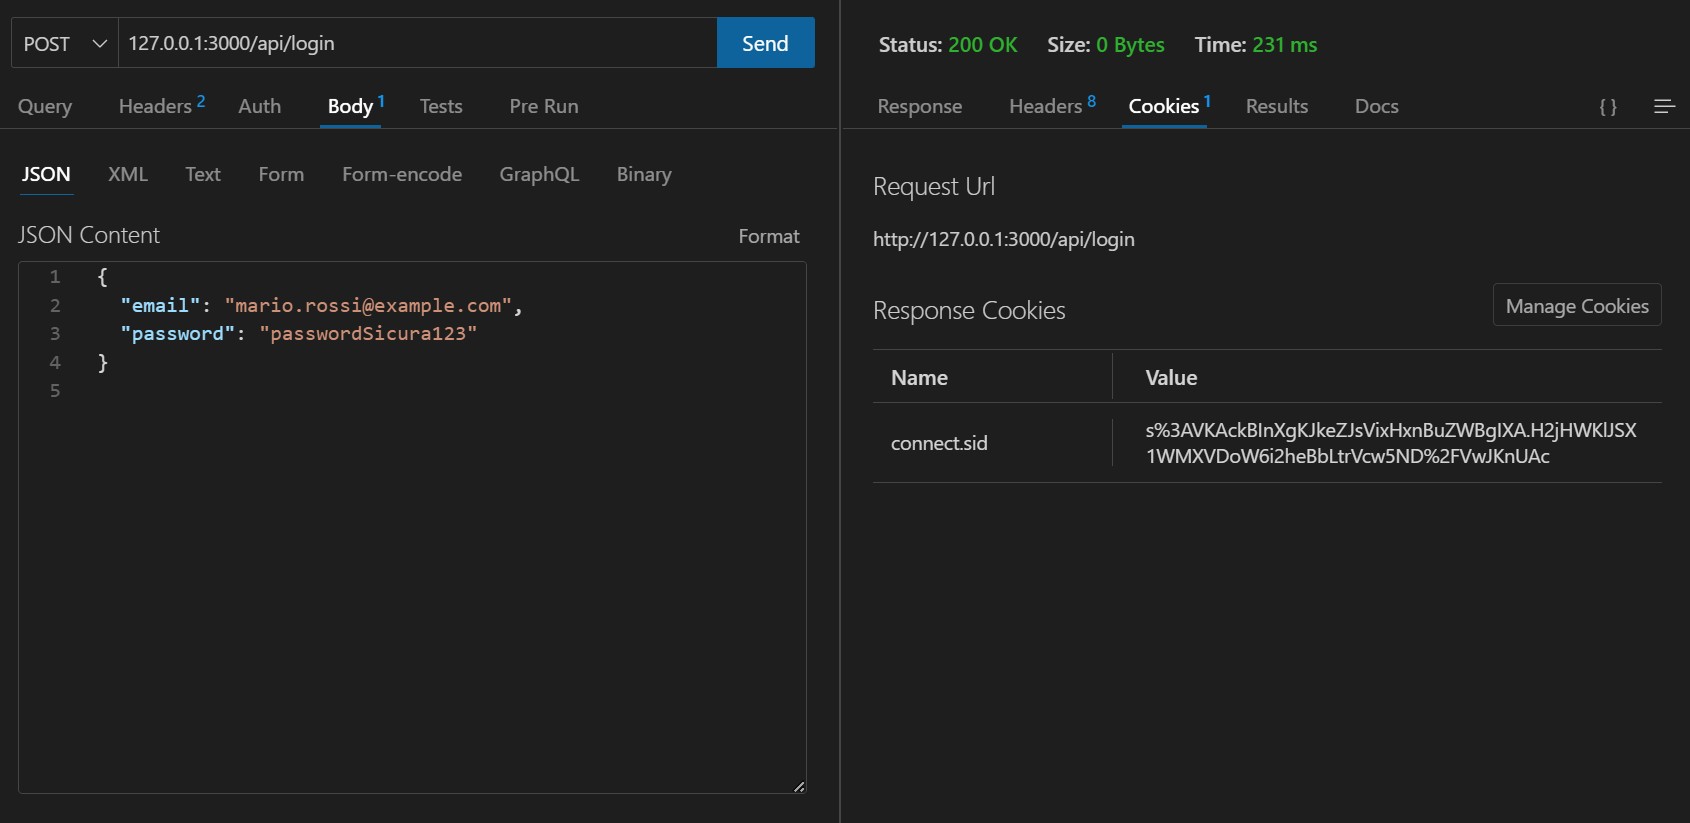 POST 127.0.0.1:3000/api/login Send
Query Headers 2 Auth Body 1 Tests Pre Run
JSON XML Text Form Form-encode GraphQL Binary
JSON Content Format
1 {
2 "email": "mario.rossi@example.com",
3 "password": "passwordSicura123"
4 }
5
Status: 200 OK Size: 0 Bytes Time: 231 ms
Response Headers 8 Cookies 1 Results Docs { }
Request Url
http://127.0.0.1:3000/api/login
Response Cookies Manage Cookies
Name Value
connect.sid
s%3AVKAckBInXgKJkeZJsVixHxnBuZWBgIXA.H2jHWKlJSX
1WMXVDoW6i2heBbLtrVcw5ND%2FVwJKnUAc